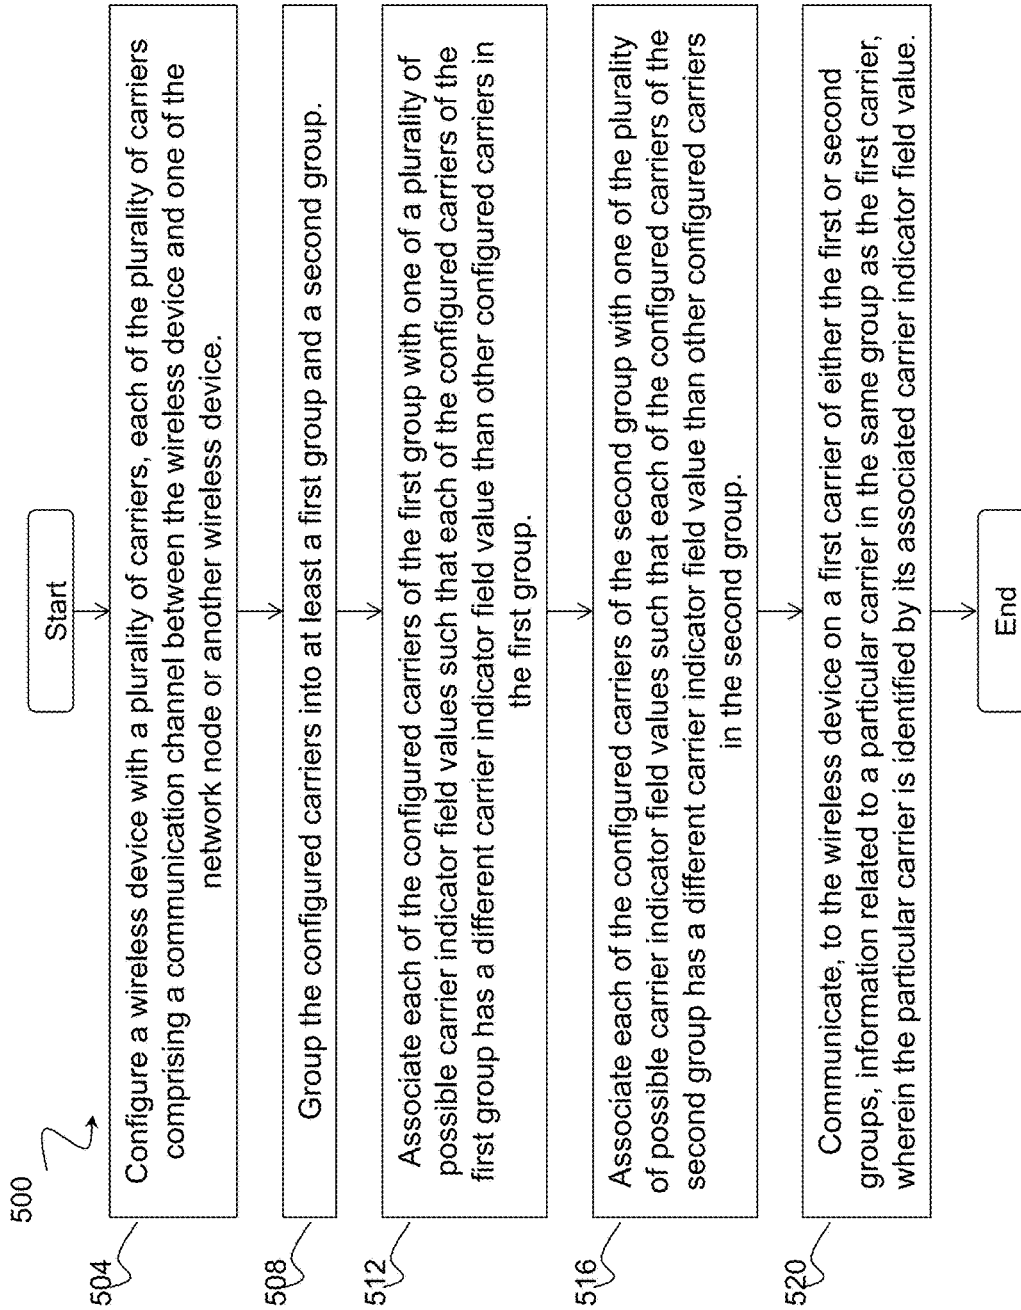 500
Start
504
Configure a wireless device with a plurality of carriers, each of the plurality of carriers
comprising a communication channel between the wireless device and one of the
network node or another wireless device.
508
Group the configured carriers into at least a first group and a second group.
512
Associate each of the configured carriers of the first group with one of a plurality of
possible carrier indicator field values such that each of the configured carriers of the
first group has a different carrier indicator field value than other configured carriers in
the first group.
516
Associate each of the configured carriers of the second group with one of the plurality
of possible carrier indicator field values such that each of the configured carriers of the
second group has a different carrier indicator field value than other configured carriers
in the second group.
520
Communicate, to the wireless device on a first carrier of either the first or second
groups, information related to a particular carrier in the same group as the first carrier,
wherein the particular carrier is identified by its associated carrier indicator field value.
End